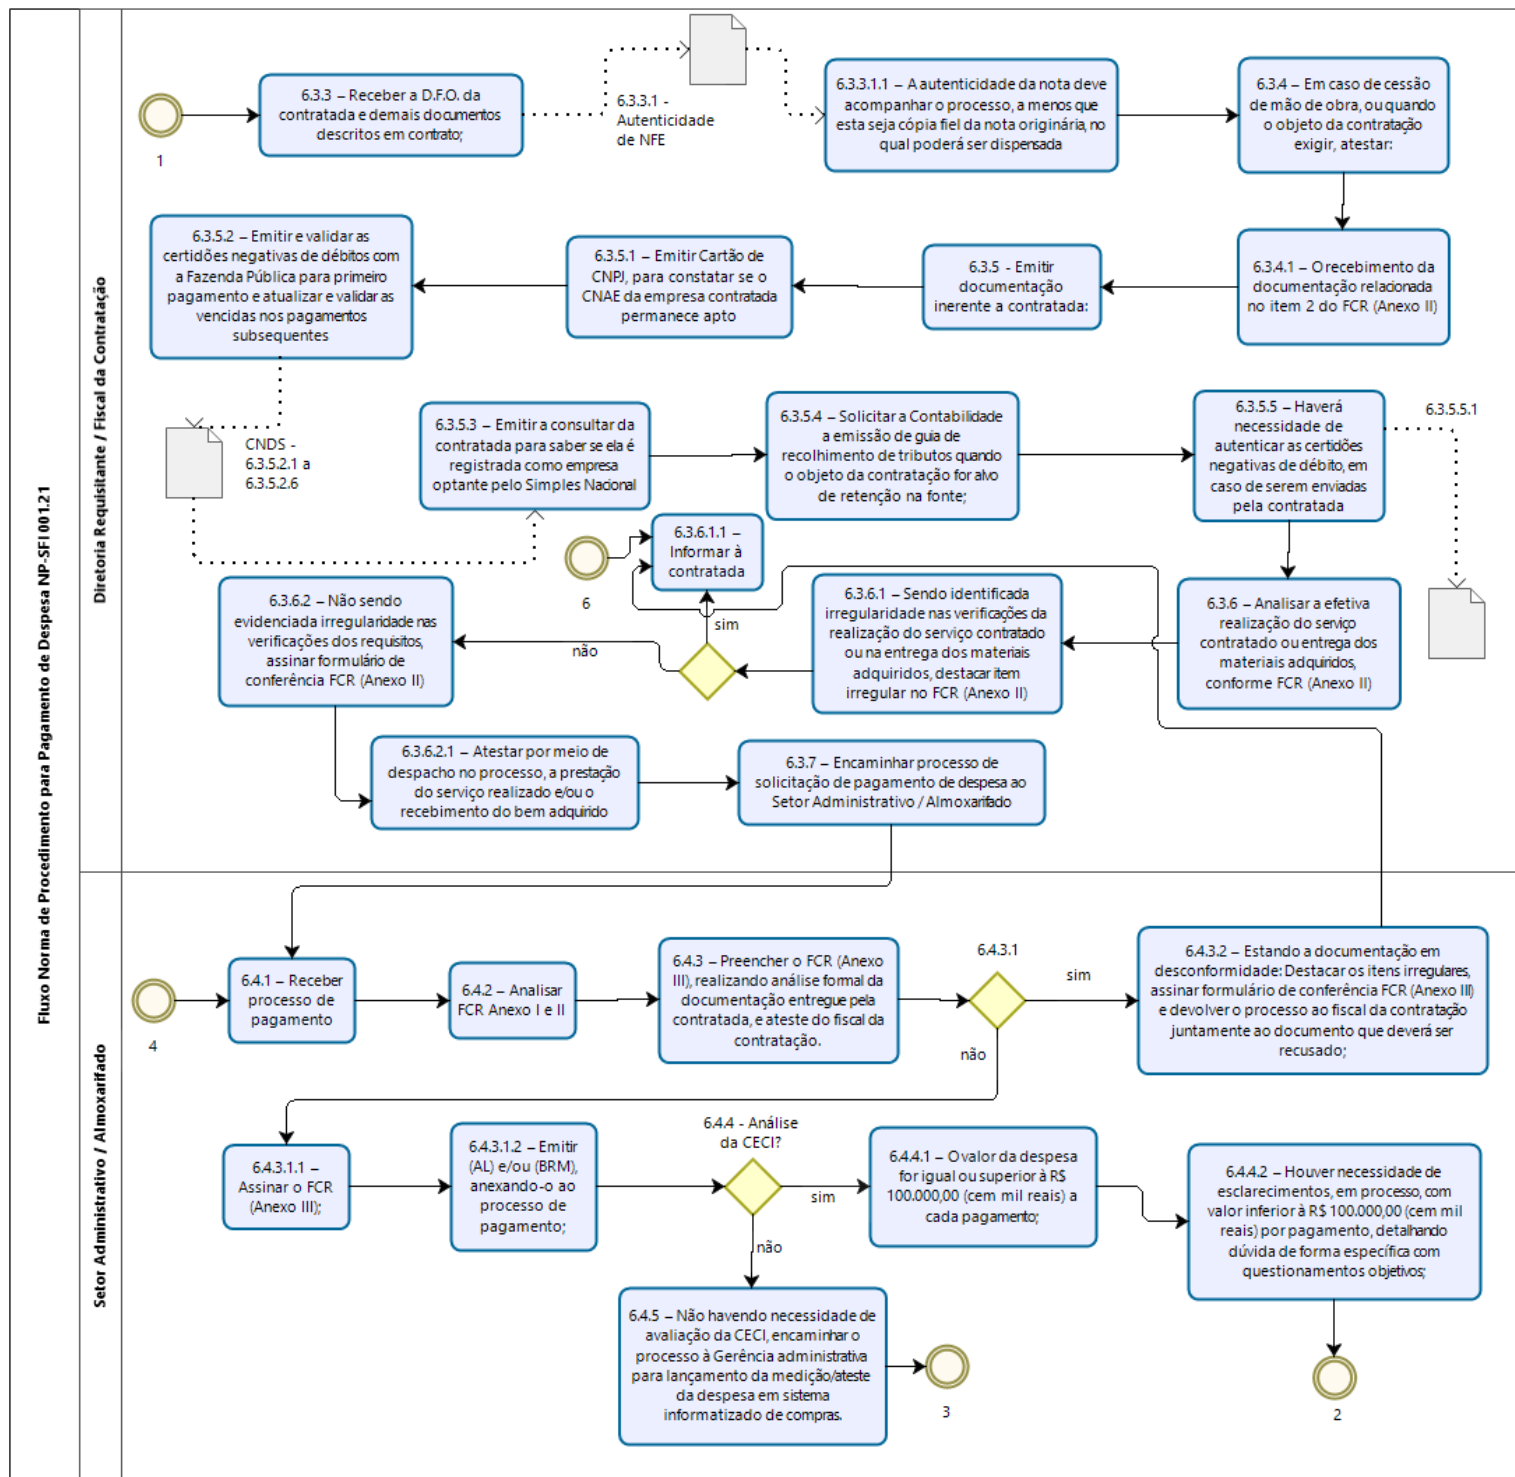 Fluxo Norma de Procedimento para Pagamento de Despesa NP-SFI 001.21
Diretoria Requisitante / Fiscal da Contratação
1
6.3.3 – Receber a D.F.O. da
contratada e demais documentos
descritos em contrato;
6.3.3.1 -
Autenticidade
de NFE
6.3.3.1.1 – A autenticidade da nota deve
acompanhar o processo, a menos que
esta seja cópia fiel da nota originária, no
qual poderá ser dispensada
6.3.4 – Em caso de cessão
de mão de obra, ou quando
o objeto da contratação
exigir, atestar:
6.3.4.1 – O recebimento da
documentação relacionada
no item 2 do FCR (Anexo II)
6.3.5 - Emitir
documentação
inerente a contratada:
6.3.5.1 – Emitir Cartão de
CNPJ, para constatar se o
CNAE da empresa contratada
permanece apto
6.3.5.2 – Emitir e validar as
certidões negativas de débitos com
a Fazenda Pública para primeiro
pagamento e atualizar e validar as
vencidas nos pagamentos
subsequentes
CNDS -
6.3.5.2.1 a
6.3.5.2.6
6.3.5.3 – Emitir a consultar da
contratada para saber se ela é
registrada como empresa
optante pelo Simples Nacional
6.3.5.4 – Solicitar a Contabilidade
a emissão de guia de
recolhimento de tributos quando
o objeto da contratação for alvo
de retenção na fonte;
6.3.5.5 – Haverá
necessidade de
autenticar as certidões
negativas de débito, em
caso de serem enviadas
pela contratada
6.3.5.5.1
6.3.6 – Analisar a efetiva
realização do serviço
contratado ou entrega dos
materiais adquiridos,
conforme FCR (Anexo II)
6.3.6.1 – Sendo identificada
irregularidade nas verificações da
realização do serviço contratado
ou na entrega dos materiais
adquiridos, destacar item
irregular no FCR (Anexo II)
6
6.3.6.1.1 –
Informar à
contratada
sim
não
6.3.6.2 – Não sendo
evidenciada irregularidade nas
verificações dos requisitos,
assinar formulário de
conferência FCR (Anexo II)
6.3.6.2.1 – Atestar por meio de
despacho no processo, a prestação
do serviço realizado e/ou o
recebimento do bem adquirido
6.3.7 – Encaminhar processo de
solicitação de pagamento de despesa ao
Setor Administrativo / Almoxarifado
Setor Administrativo / Almoxarifado
4
6.4.1 – Receber
processo de
pagamento
6.4.2 – Analisar
FCR Anexo I e II
6.4.3 – Preencher o FCR (Anexo
III), realizando análise formal da
documentação entregue pela
contratada, e ateste do fiscal da
contratação.
6.4.3.1
sim
não
6.4.3.2 – Estando a documentação em
desconformidade: Destacar os itens irregulares,
assinar formulário de conferência FCR (Anexo III)
e devolver o processo ao fiscal da contratação
juntamente ao documento que deverá ser
recusado;
6.4.3.1.1 –
Assinar o FCR
(Anexo III);
6.4.3.1.2 – Emitir
(AL) e/ou (BRM),
anexando-o ao
processo de
pagamento;
6.4.4 - Análise
da CECI?
sim
não
6.4.4.1 – O valor da despesa
for igual ou superior à R$
100.000,00 (cem mil reais) a
cada pagamento;
6.4.4.2 – Houver necessidade de
esclarecimentos, em processo, com
valor inferior à R$ 100.000,00 (cem mil
reais) por pagamento, detalhando
dúvida de forma específica com
questionamentos objetivos;
6.4.5 – Não havendo necessidade de
avaliação da CECI, encaminhar o
processo à Gerência administrativa
para lançamento da medição/ateste
da despesa em sistema
informatizado de compras.
3
2